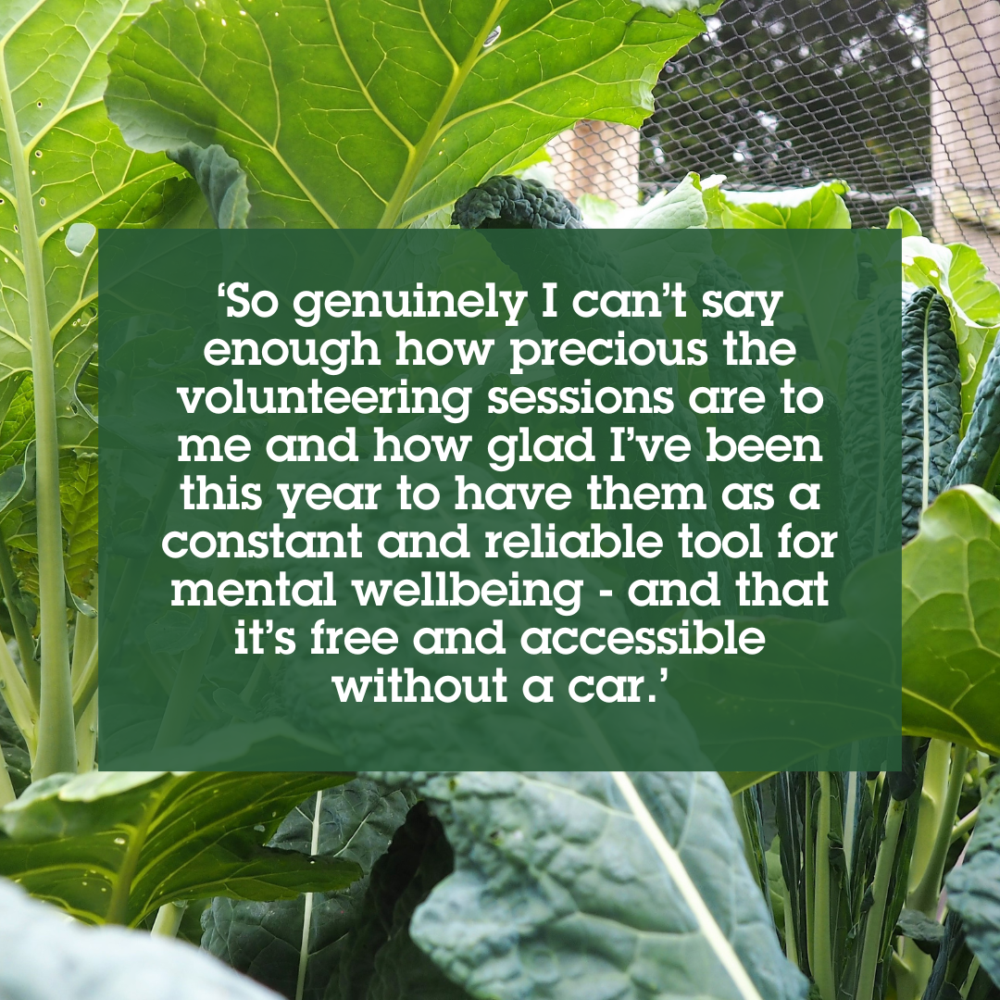 ‘So genuinely I can’t say
enough how precious the
volunteering sessions are to
me and how glad I’ve been
this year to have them as a
constant and reliable tool for
mental wellbeing - and that
it’s free and accessible
without a car.’